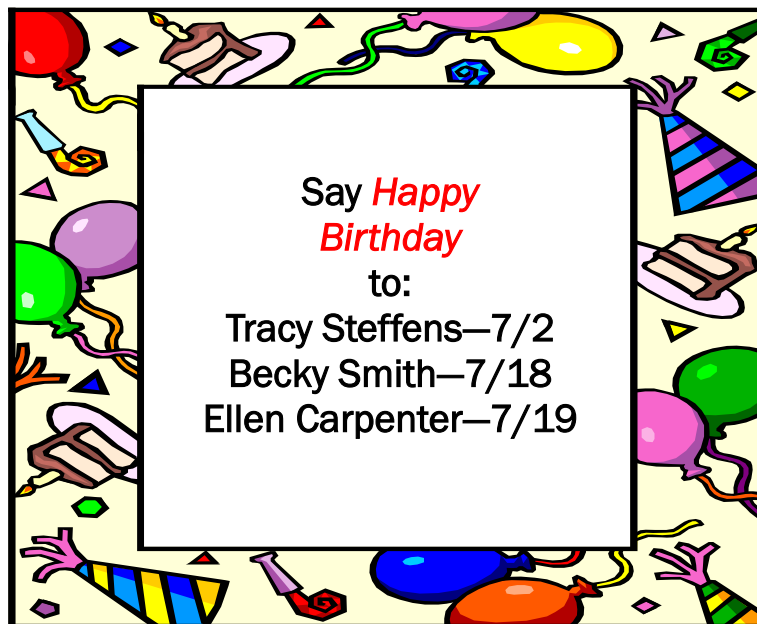 Say Happy
Birthday
to:
Tracy Steffens—7/2
Becky Smith—7/18
Ellen Carpenter—7/19